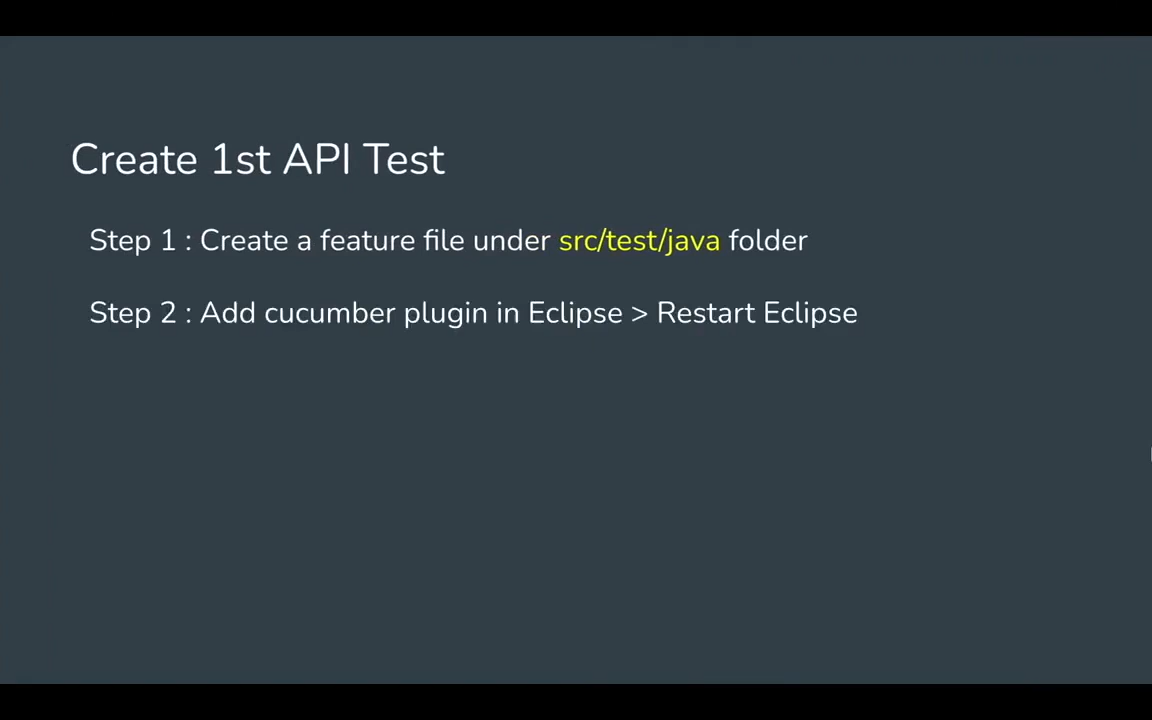 Create 1st API Test
Step 1 : Create a feature file under src/test/java folder
Step 2 : Add cucumber plugin in Eclipse > Restart Eclipse